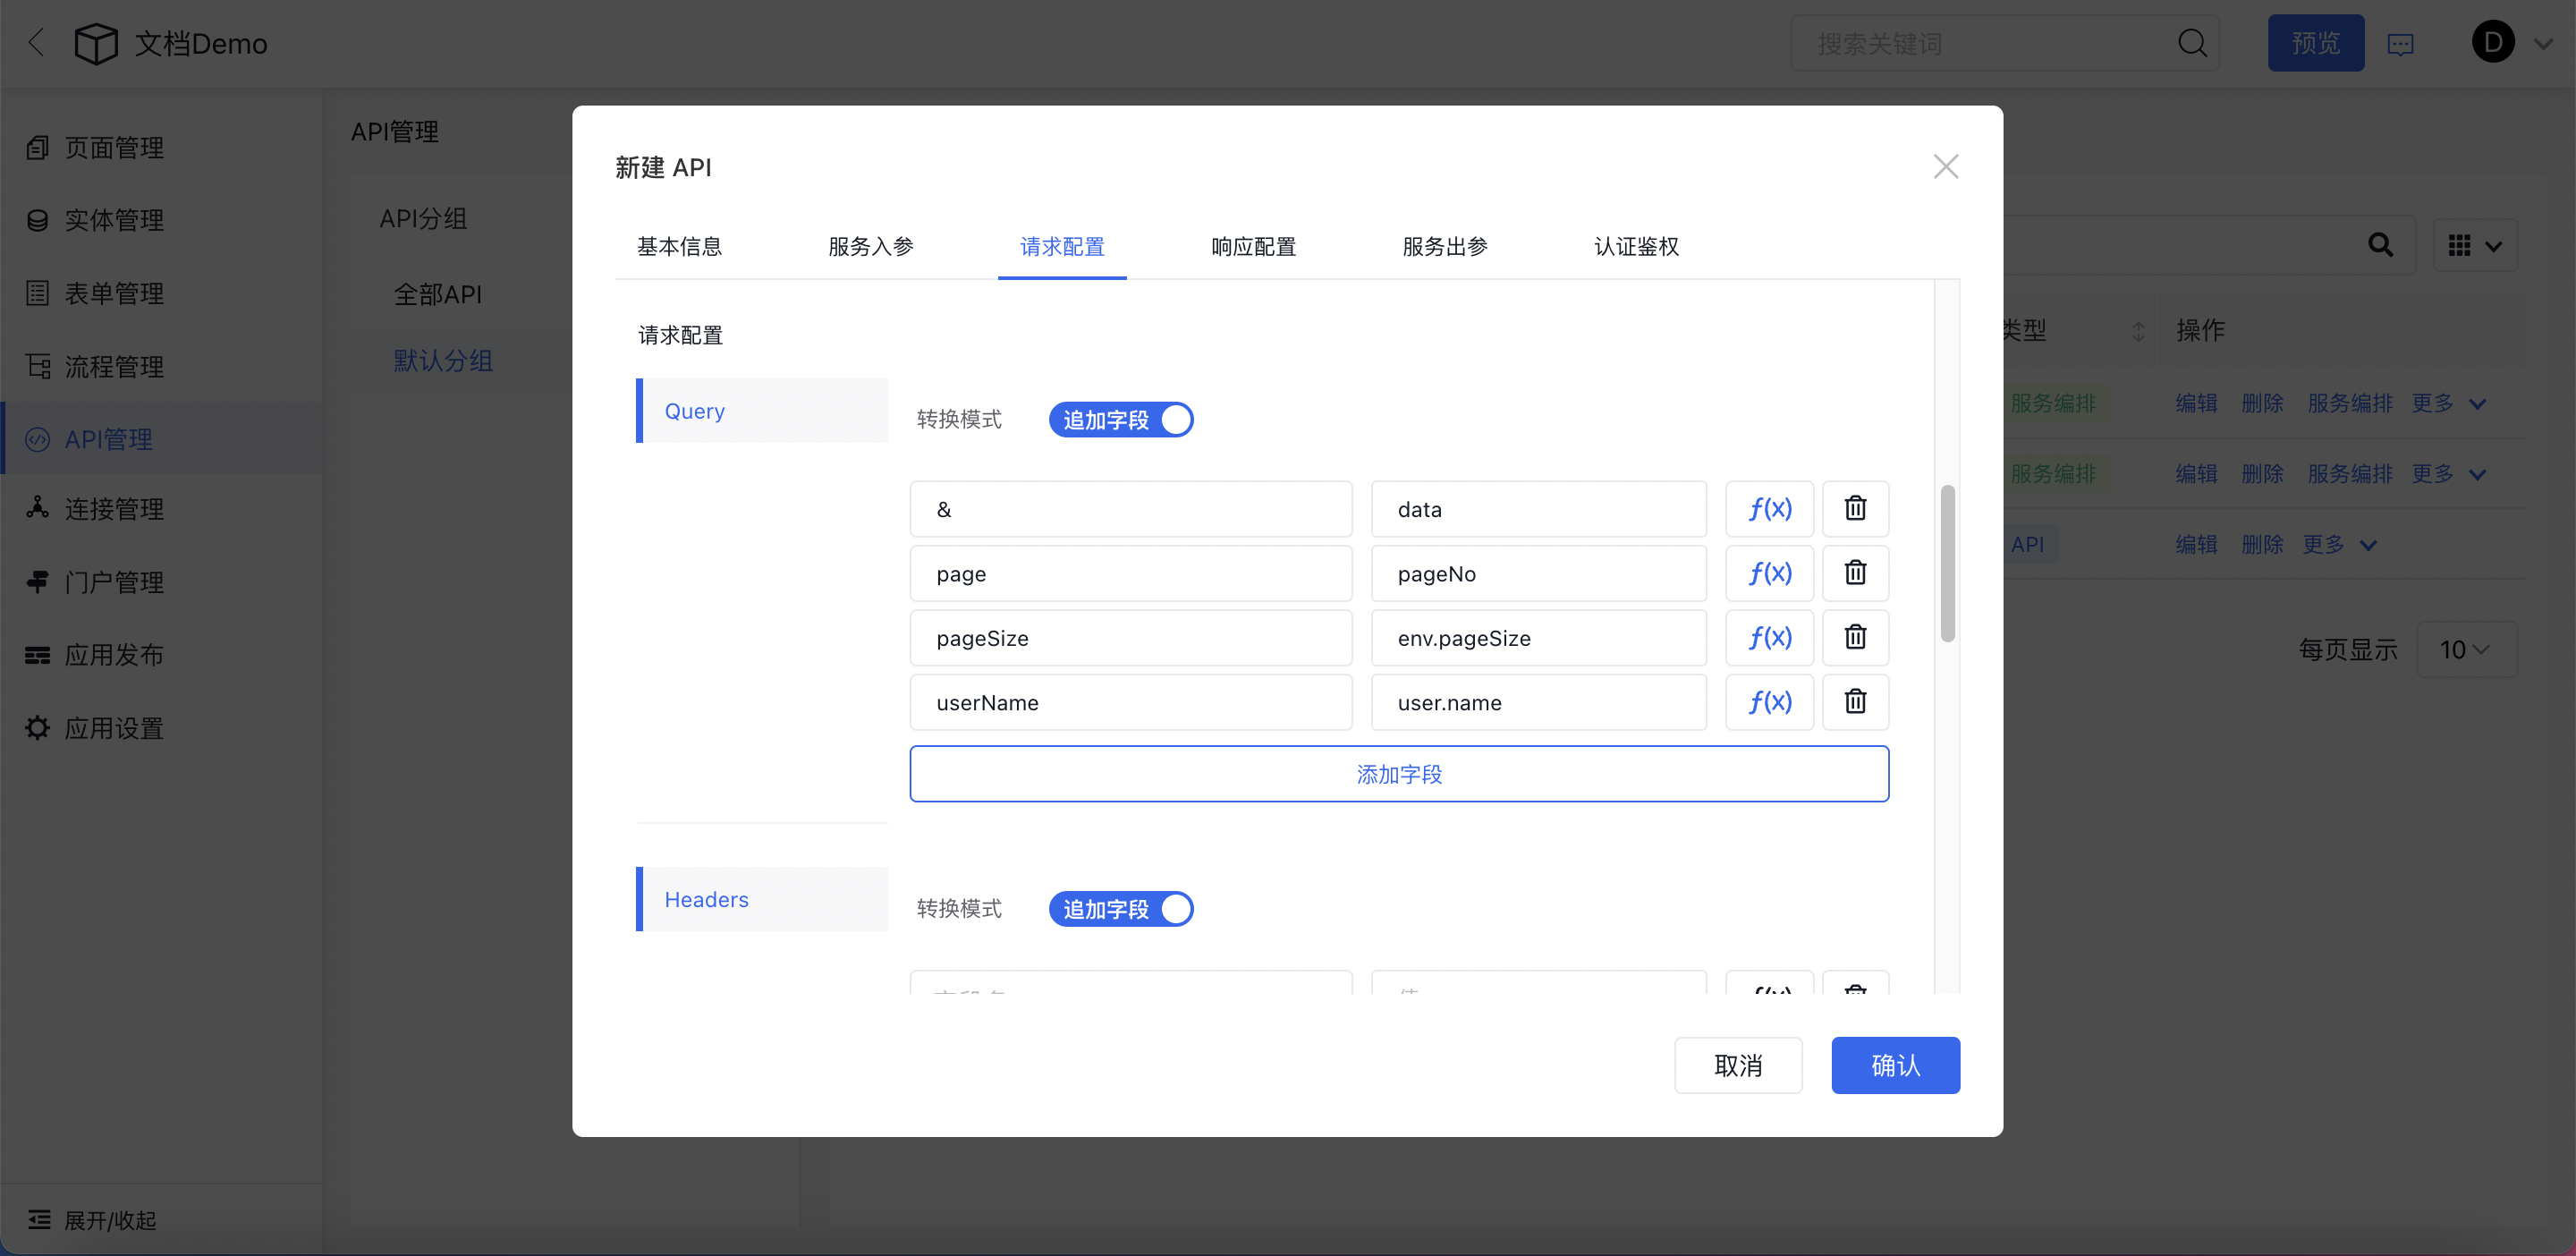 文档Demo
搜索关键词
预览
D
页面管理
实体管理
表单管理
流程管理
API管理
连接管理
门户管理
应用发布
应用设置
展开/收起
API管理
API分组
全部API
默认分组
新建 API
基本信息 服务入参 请求配置 响应配置 服务出参 认证鉴权
请求配置
Query
转换模式 追加字段
& data f(x)
page pageNo f(x)
pageSize env.pageSize f(x)
userName user.name f(x)
添加字段
Headers
转换模式 追加字段
取消 确认
类型 操作
服务编排 编辑 删除 服务编排 更多
服务编排 编辑 删除 服务编排 更多
API 编辑 删除 更多
每页显示 10